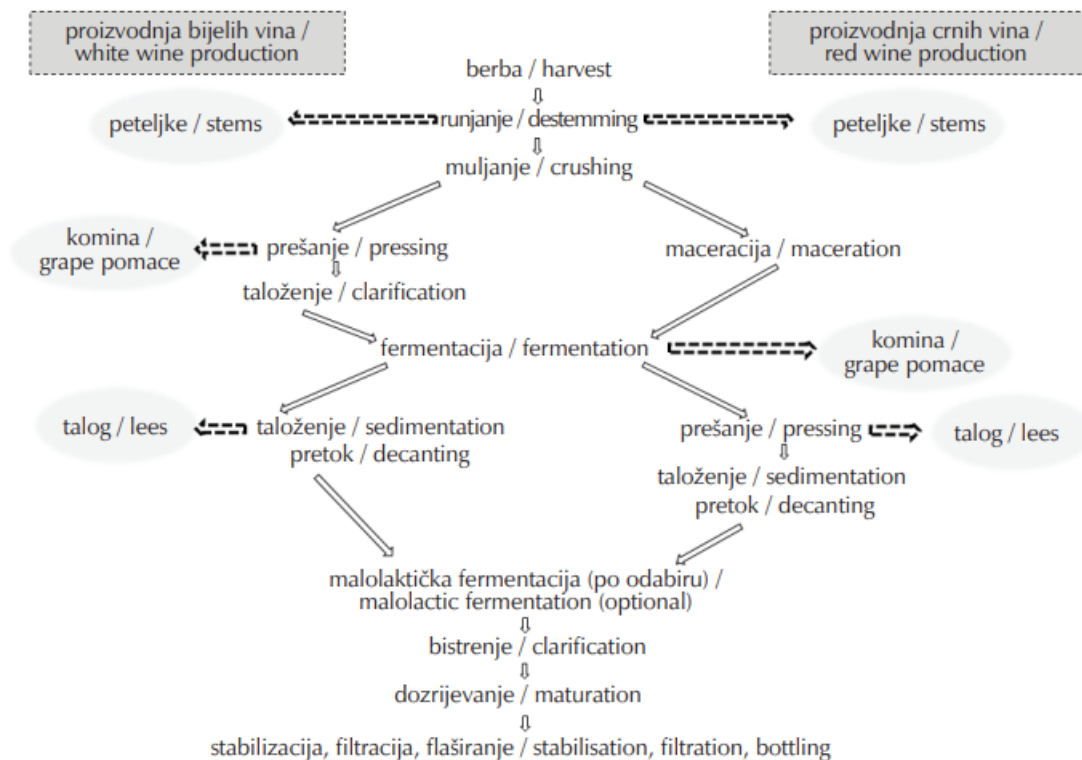 proizvodnja bijelih vina /
white wine production
proizvodnja crnih vina /
red wine production
berba / harvest
peteljke / stems
runjanje / destemming
peteljke / stems
muljanje / crushing
komina /
grape pomace
prešanje / pressing
maceracija / maceration
taloženje / clarification
fermentacija / fermentation
komina /
grape pomace
talog / lees
taloženje / sedimentation
pretok / decanting
prešanje / pressing
talog / lees
taloženje / sedimentation
pretok / decanting
malolaktička fermentacija (po odabiru) /
malolactic fermentation (optional)
bistrenje / clarification
dozrijevanje / maturation
stabilizacija, filtracija, flaširanje / stabilisation, filtration, bottling